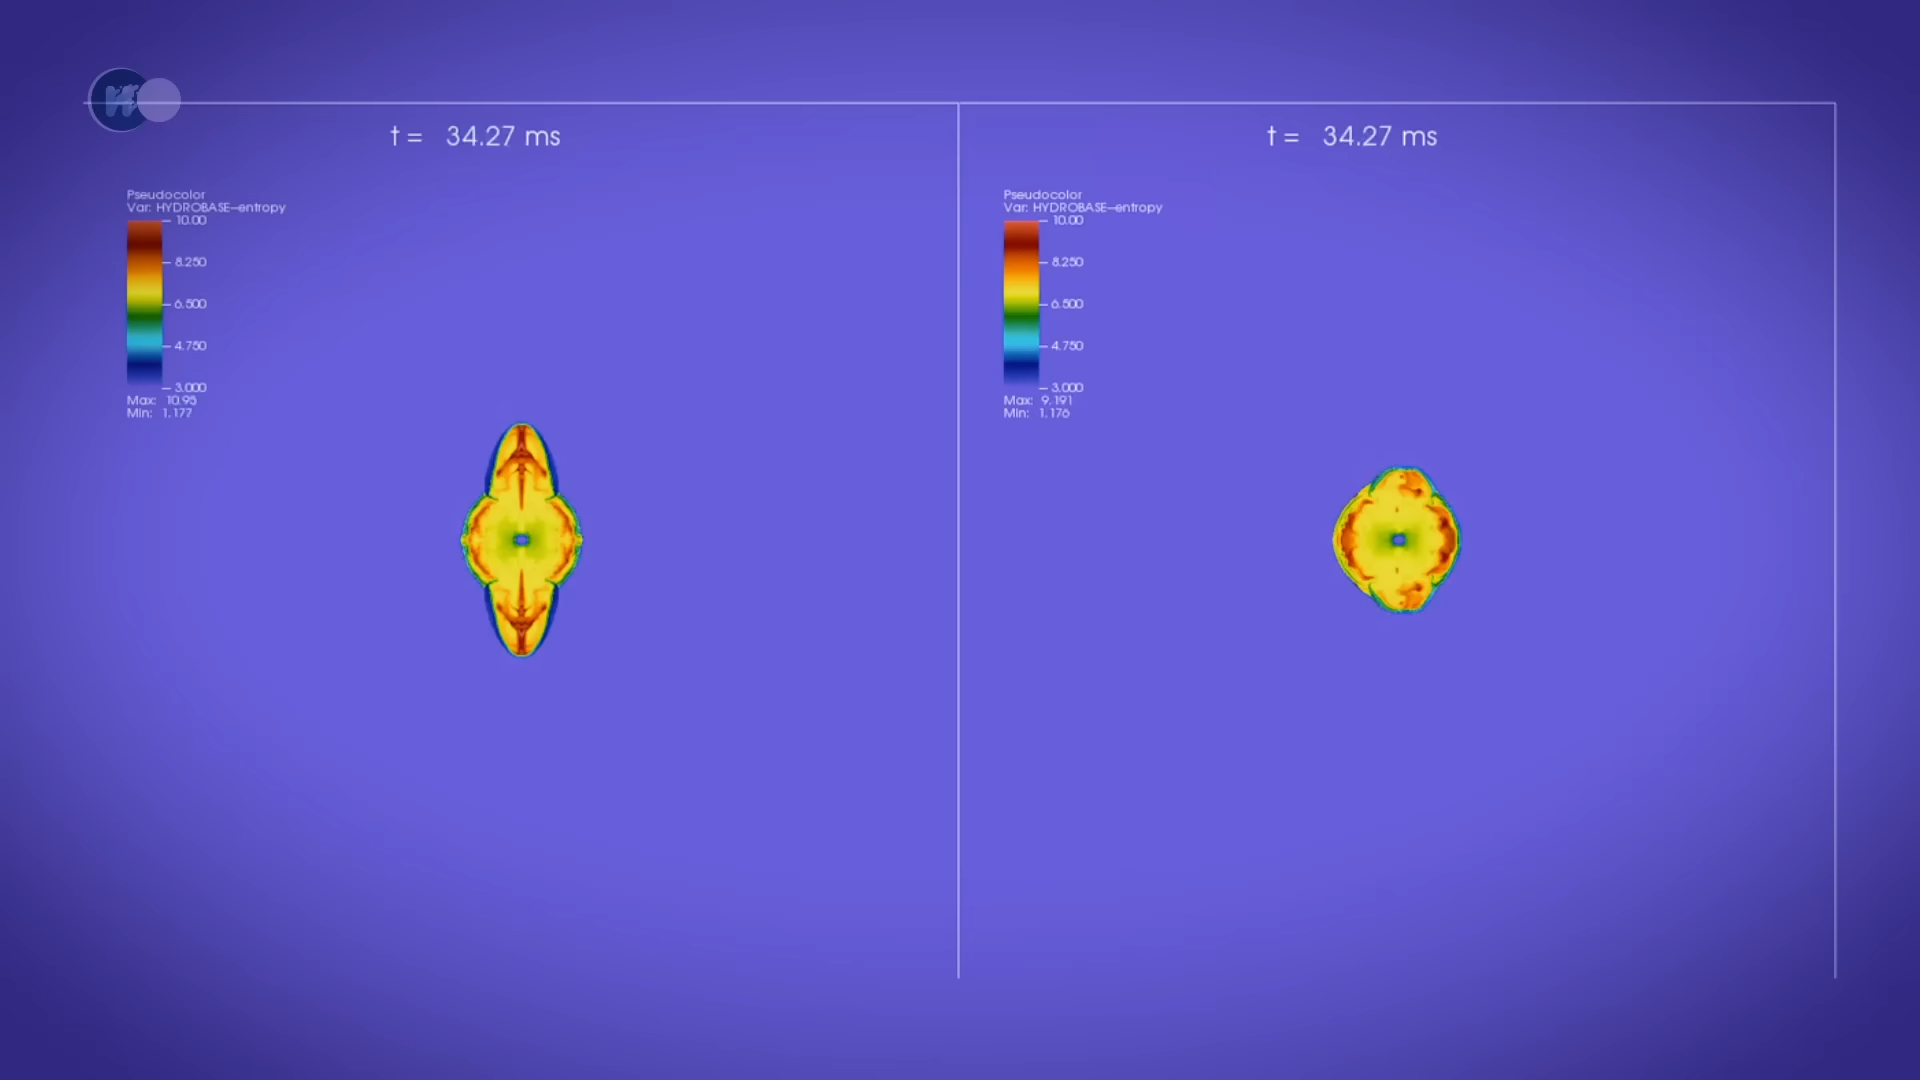 t = 34.27 ms
Pseudocolor
Var: HYDROBASE—entropy
10.00
8.250
6.500
4.750
3.000
Max: 10.95
Min: 1.177
t = 34.27 ms
Pseudocolor
Var: HYDROBASE—entropy
10.00
8.250
6.500
4.750
3.000
Max: 9.191
Min: 1.176